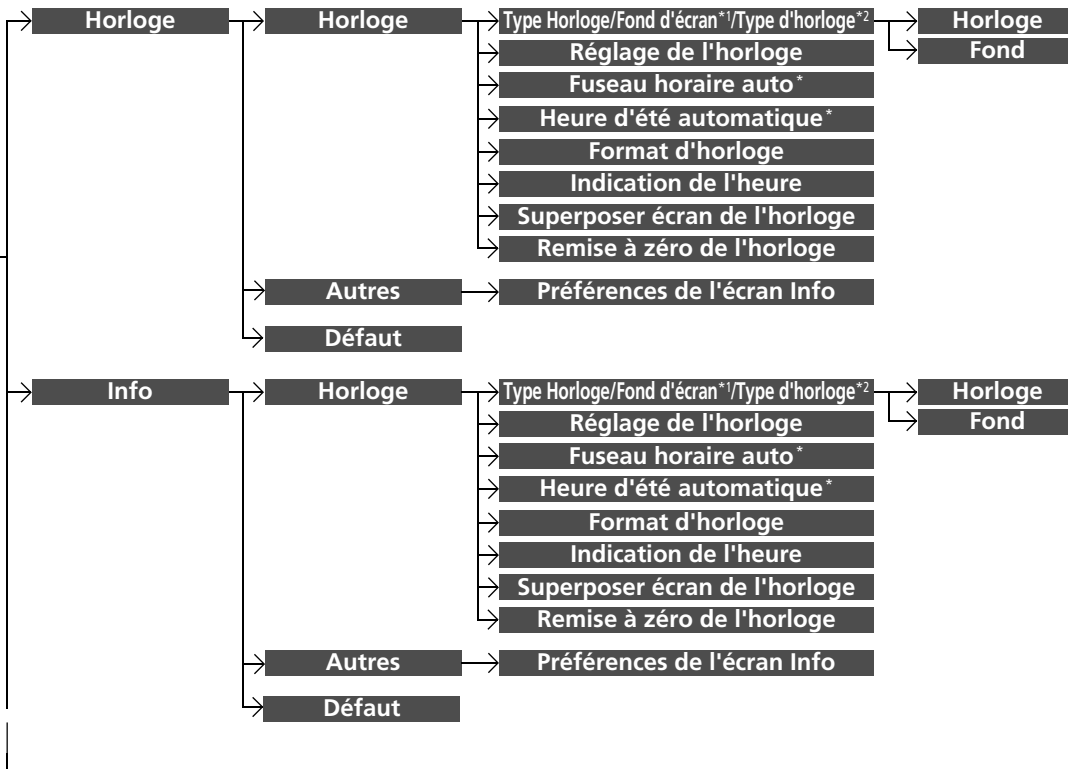 Horloge Horloge Type Horloge/Fond d'écran*1/Type d'horloge*2 Horloge
Réglage de l'horloge Fond
Fuseau horaire auto*
Heure d'été automatique*
Format d'horloge
Indication de l'heure
Superposer écran de l'horloge
Remise à zéro de l'horloge
Autres Préférences de l'écran Info
Défaut
Info Horloge Type Horloge/Fond d'écran*1/Type d'horloge*2 Horloge
Réglage de l'horloge Fond
Fuseau horaire auto*
Heure d'été automatique*
Format d'horloge
Indication de l'heure
Superposer écran de l'horloge
Remise à zéro de l'horloge
Autres Préférences de l'écran Info
Défaut